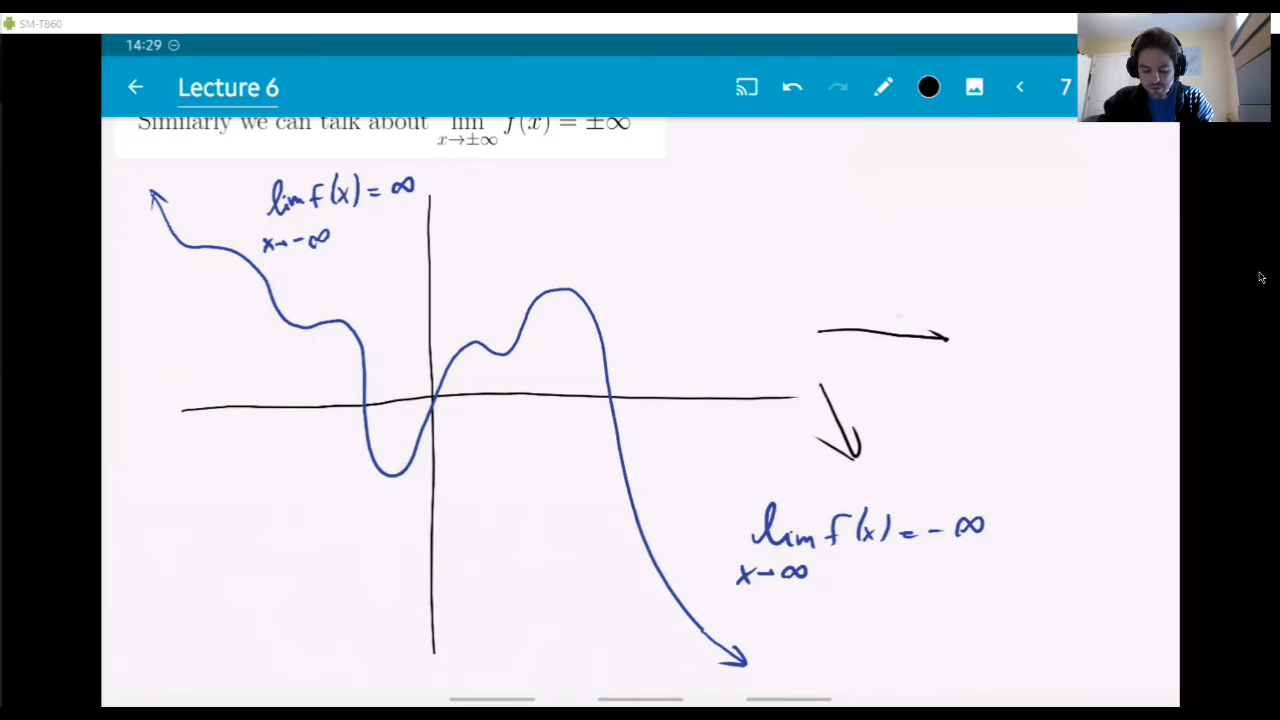 SM-T860
14:29
Lecture 6
7
Similarly we can talk about lim f(x) = ±∞
x→±∞
lim f(x) = ∞
x→-∞
lim f(x) = -∞
x→∞